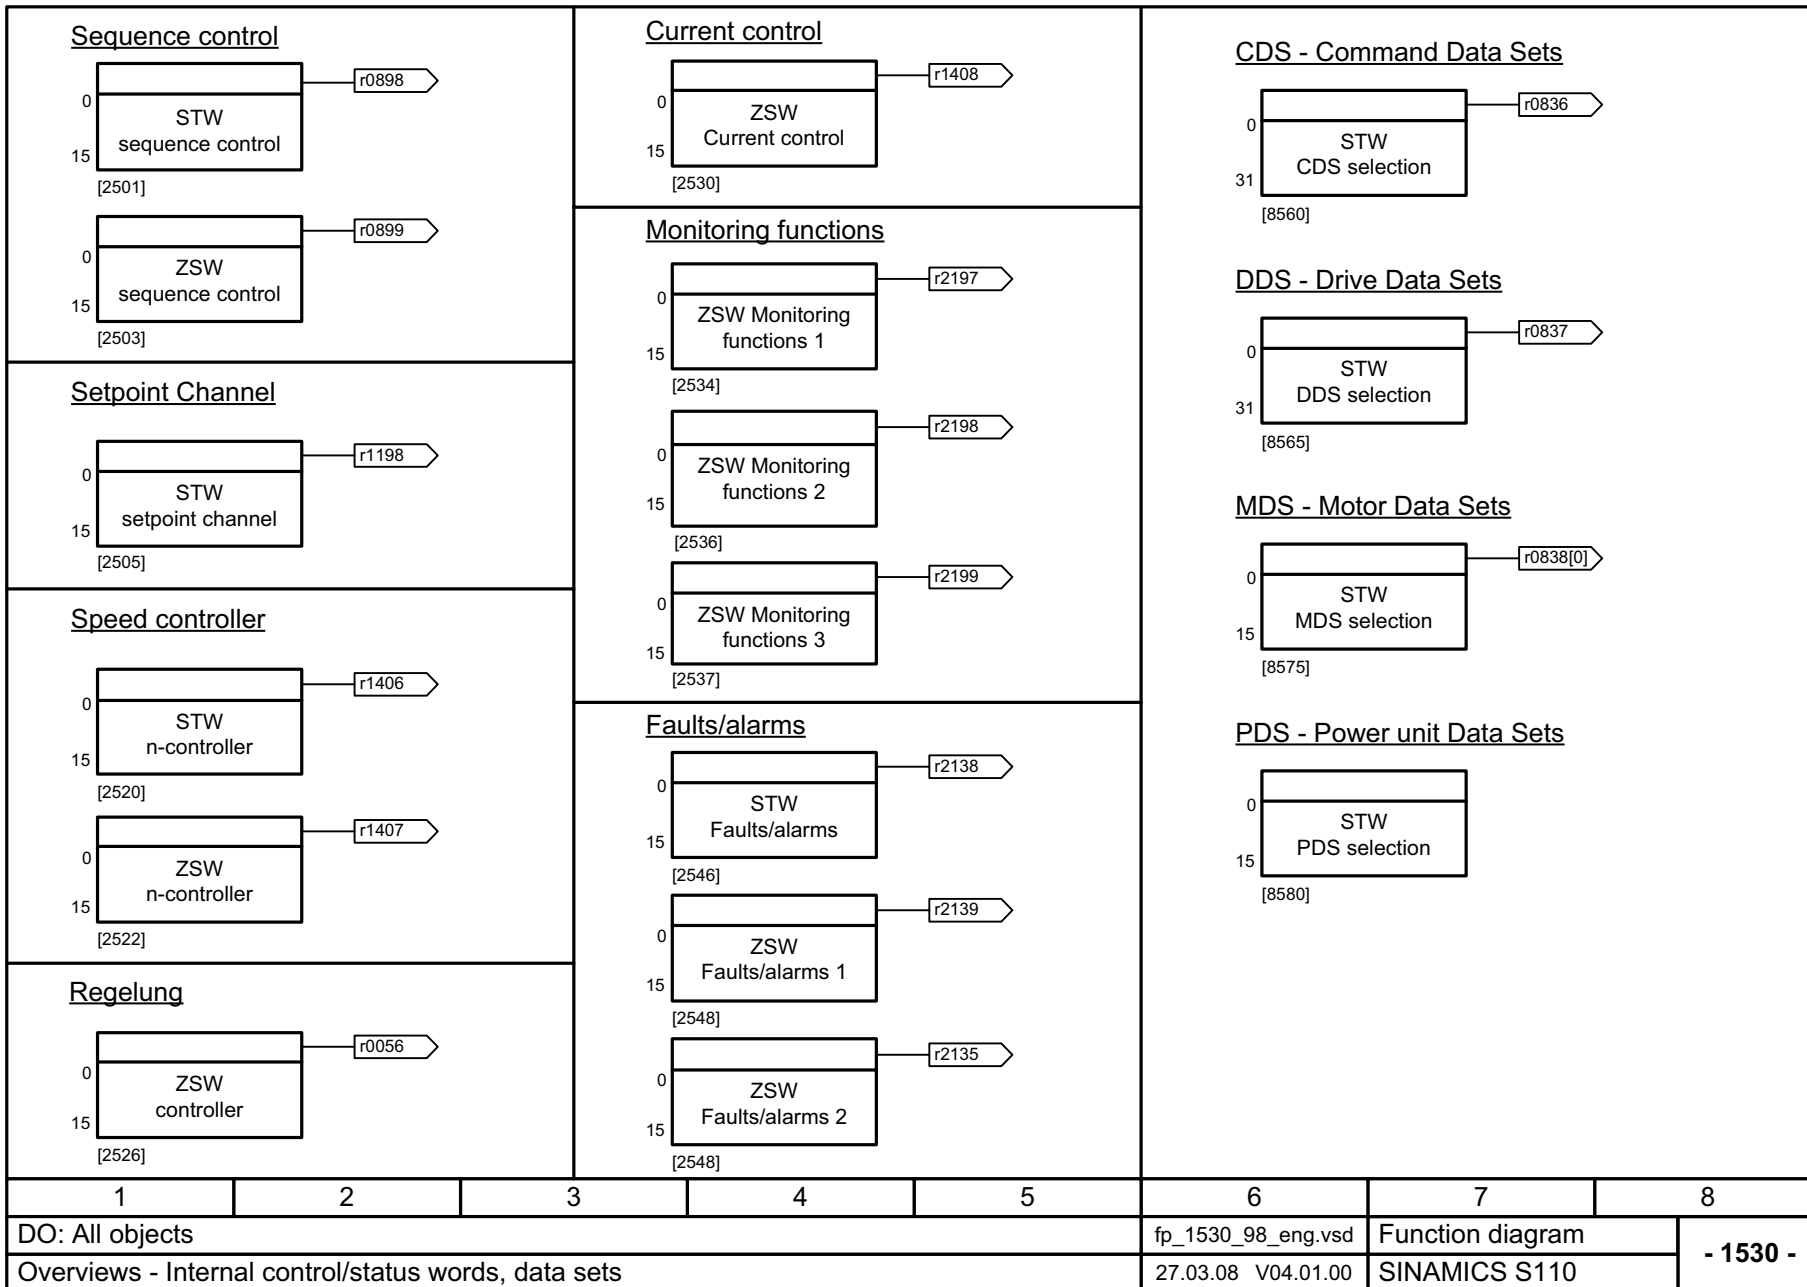 Sequence control
r0898
0
STW
sequence control
15
[2501]
r0899
0
ZSW
sequence control
15
[2503]
Setpoint Channel
r1198
0
STW
setpoint channel
15
[2505]
Speed controller
r1406
0
STW
n-controller
15
[2520]
r1407
0
ZSW
n-controller
15
[2522]
Regelung
r0056
0
ZSW
controller
15
[2526]
Current control
r1408
0
ZSW
Current control
15
[2530]
Monitoring functions
r2197
0
ZSW Monitoring
functions 1
15
[2534]
r2198
0
ZSW Monitoring
functions 2
15
[2536]
r2199
0
ZSW Monitoring
functions 3
15
[2537]
Faults/alarms
r2138
0
STW
Faults/alarms
15
[2546]
r2139
0
ZSW
Faults/alarms 1
15
[2548]
r2135
0
ZSW
Faults/alarms 2
15
[2548]
CDS - Command Data Sets
r0836
0
STW
CDS selection
31
[8560]
DDS - Drive Data Sets
r0837
0
STW
DDS selection
31
[8565]
MDS - Motor Data Sets
r0838[0]
0
STW
MDS selection
15
[8575]
PDS - Power unit Data Sets
0
STW
PDS selection
15
[8580]
1 2 3 4 5 6 7 8
DO: All objects fp_1530_98_eng.vsd Function diagram - 1530 -
Overviews - Internal control/status words, data sets 27.03.08 V04.01.00 SINAMICS S110